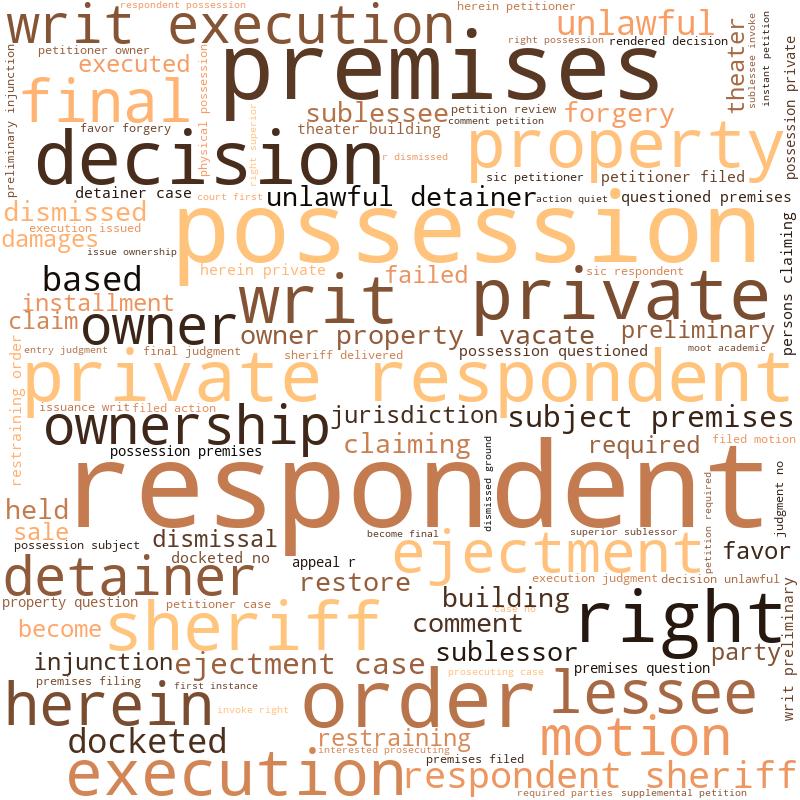 respondent possession
herein petitioner
writ execution
unlawful
right possession
rendered decision
petitioner owner
executed
premises
theater
sublessee invoke
instant petition
possession private
preliminary injunction
physical possession
final
sublessee
petition review
forgery
comment petition
favor forgery
right superior
theater building
property
decision
r dismissed
sic petitioner
petitioner filed
detainer case
court first
unlawful detainer
action quiet
questioned premises
dismissed
possession
execution issued
damages
issue ownership
persons claiming
herein private
failed
sic respondent
based
writ
private
installment
claim
owner
owner property
vacate
preliminary
restraining order
entry judgment
final judgment
sheriff delivered
possession questioned
moot academic
private respondent
issuance writ
filed action
ownership
jurisdiction
subject premises
possession premises
claiming
dismissed ground
required
filed motion
respondent
judgment no
petition required
held
sale
possession subject
dismissal
become final
superior sublessor
ejectment
favor
docketed no
appeal r
detainer
restore
execution judgment
decision unlawful
property question
petitioner case
building
case no
right
writ preliminary
become
sheriff
comment
sublessor
party
injunction
ejectment case
prosecuting case
premises question
premises filing
first instance
herein
invoke right
order
lessee
docketed
restraining
motion
interested prosecuting
premises filed
execution
respondent sheriff
required parties
supplemental petition